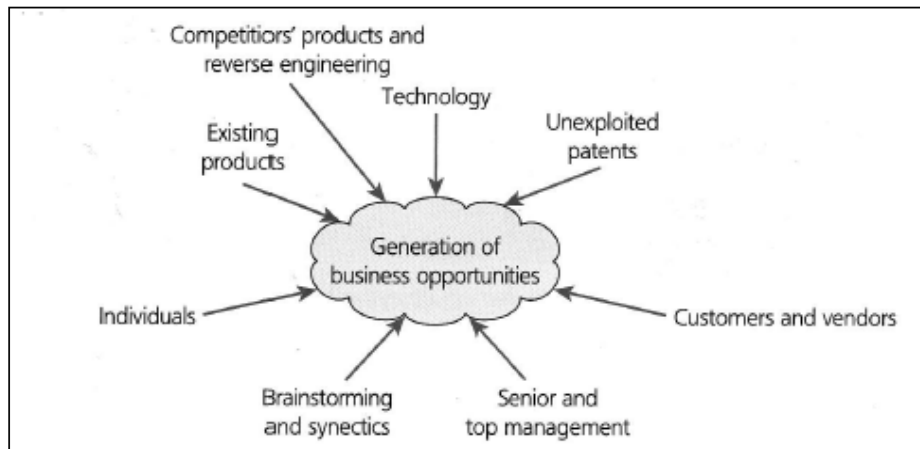 Competitiors' products and
reverse engineering
Technology
Existing
products
Unexploited
patents
Generation of
business opportunities
Individuals
Customers and vendors
Brainstorming
and synectics
Senior and
top management